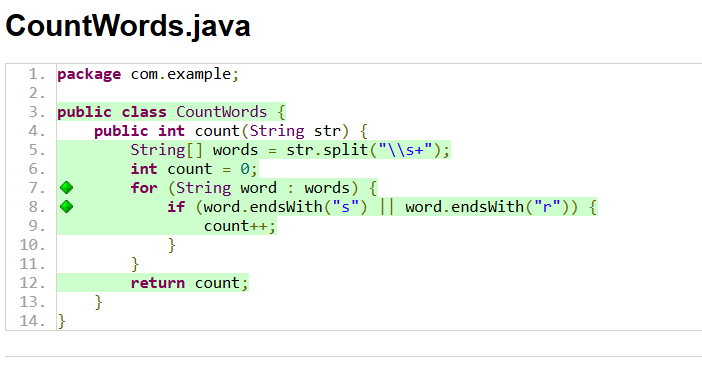 CountWords.java
1. package com.example;
2.
3. public class CountWords {
4.     public int count(String str) {
5.         String[] words = str.split("\\s+");
6.         int count = 0;
7.         for (String word : words) {
8.             if (word.endsWith("s") || word.endsWith("r")) {
9.                 count++;
10.             }
11.         }
12.         return count;
13.     }
14. }